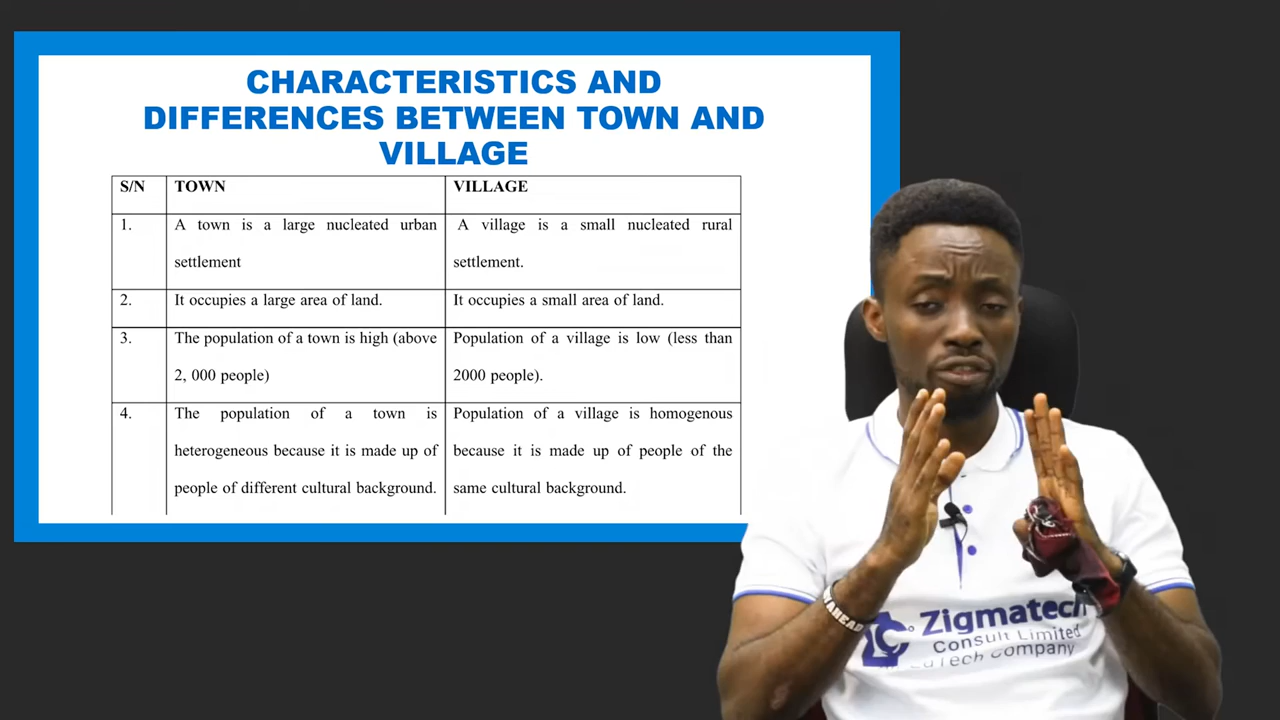 CHARACTERISTICS AND
DIFFERENCES BETWEEN TOWN AND
VILLAGE
S/N TOWN VILLAGE
1. A town is a large nucleated urban A village is a small nucleated rural
settlement settlement.
2. It occupies a large area of land. It occupies a small area of land.
3. The population of a town is high (above Population of a village is low (less than
2, 000 people) 2000 people).
4. The population of a town is Population of a village is homogenous
heterogeneous because it is made up of because it is made up of people of the
people of different cultural background. same cultural background.
Zigmatech
Consult Limited
Company